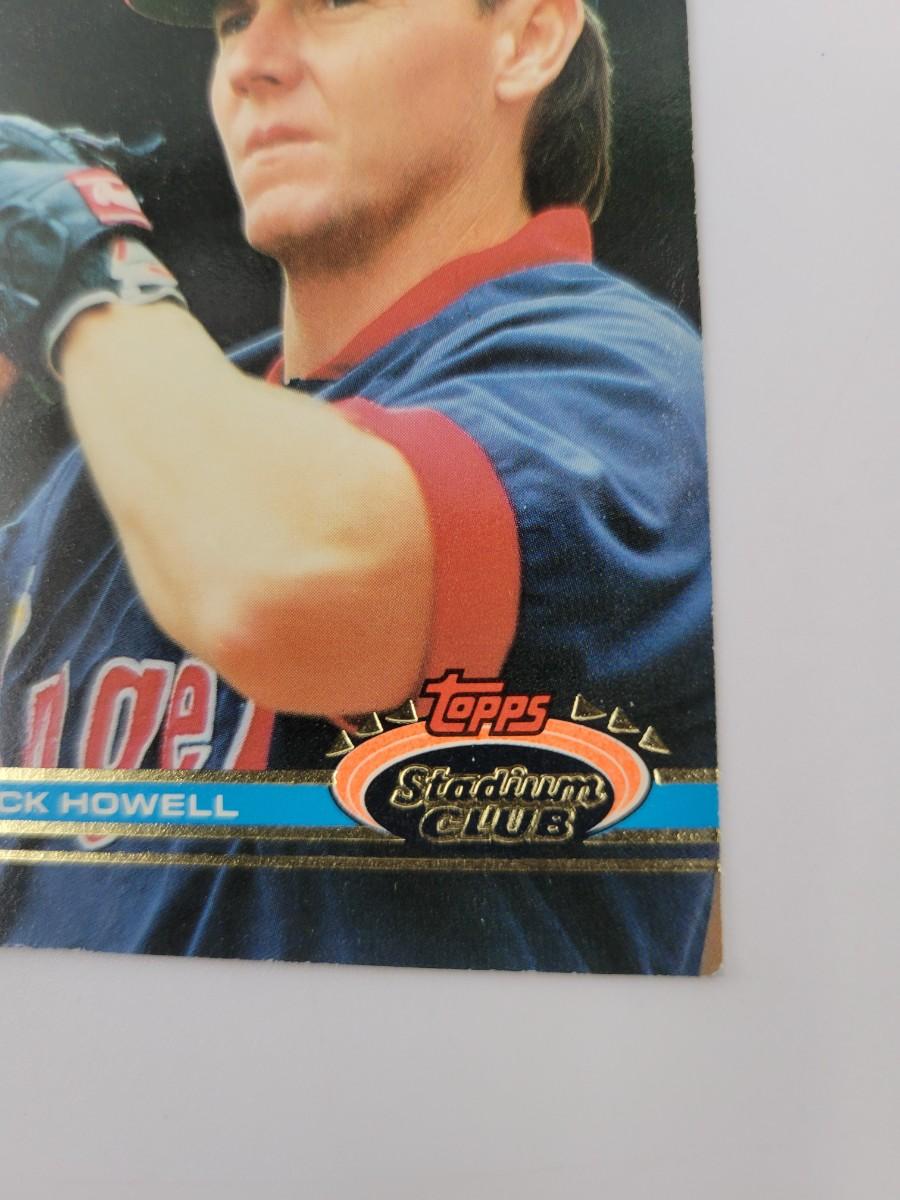 nge
topps
Stadium
CLUB
CK HOWELL